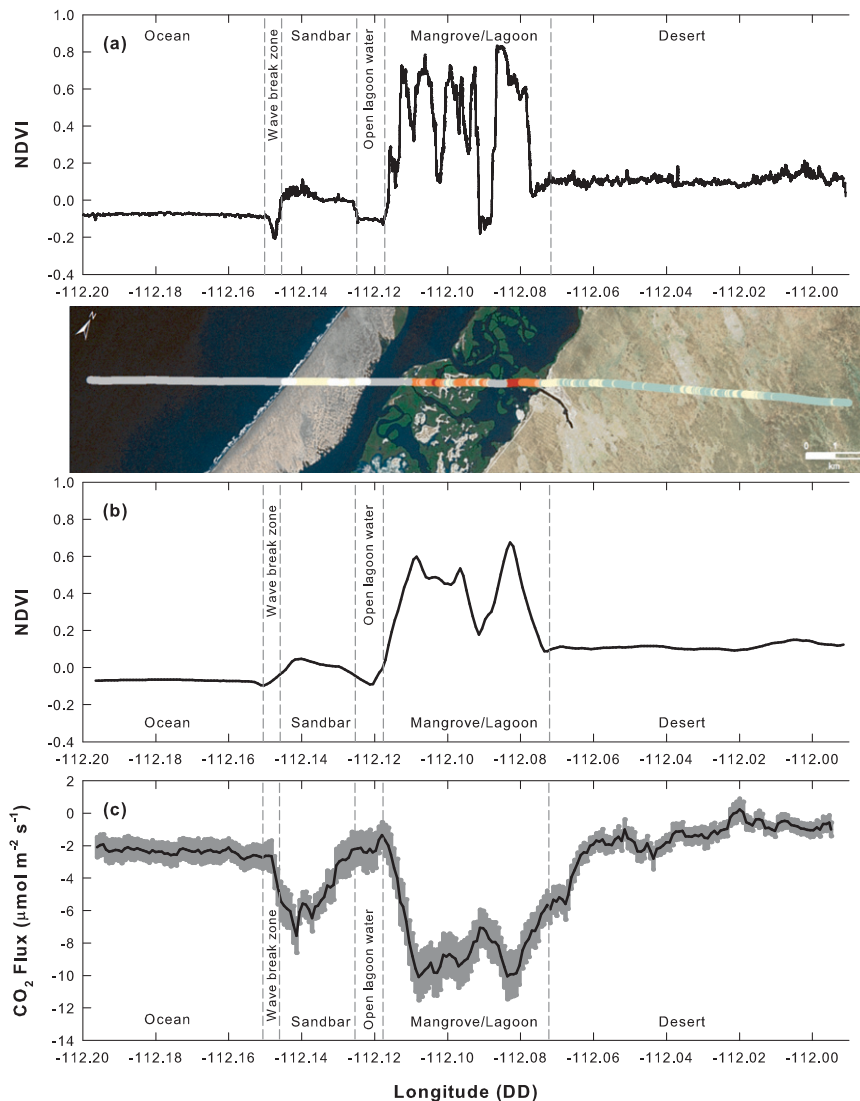 (a)
Ocean
Wave break zone
Sandbar
Open lagoon water
Mangrove/Lagoon
Desert
NDVI
1.0
0.8
0.6
0.4
0.2
0.0
-0.2
-0.4
-112.20 -112.18 -112.16 -112.14 -112.12 -112.10 -112.08 -112.06 -112.04 -112.02 -112.00
N
0 1
km
(b)
NDVI
1.0
0.8
0.6
0.4
0.2
0.0
-0.2
-0.4
Wave break zone
Open lagoon water
Ocean
Sandbar
Mangrove/Lagoon
Desert
-112.20 -112.18 -112.16 -112.14 -112.12 -112.10 -112.08 -112.06 -112.04 -112.02 -112.00
(c)
CO2 Flux (μmol m-2 s-1)
2
0
-2
-4
-6
-8
-10
-12
-14
Ocean
Wave break zone
Sandbar
Open lagoon water
Mangrove/Lagoon
Desert
-112.20 -112.18 -112.16 -112.14 -112.12 -112.10 -112.08 -112.06 -112.04 -112.02 -112.00
Longitude (DD)